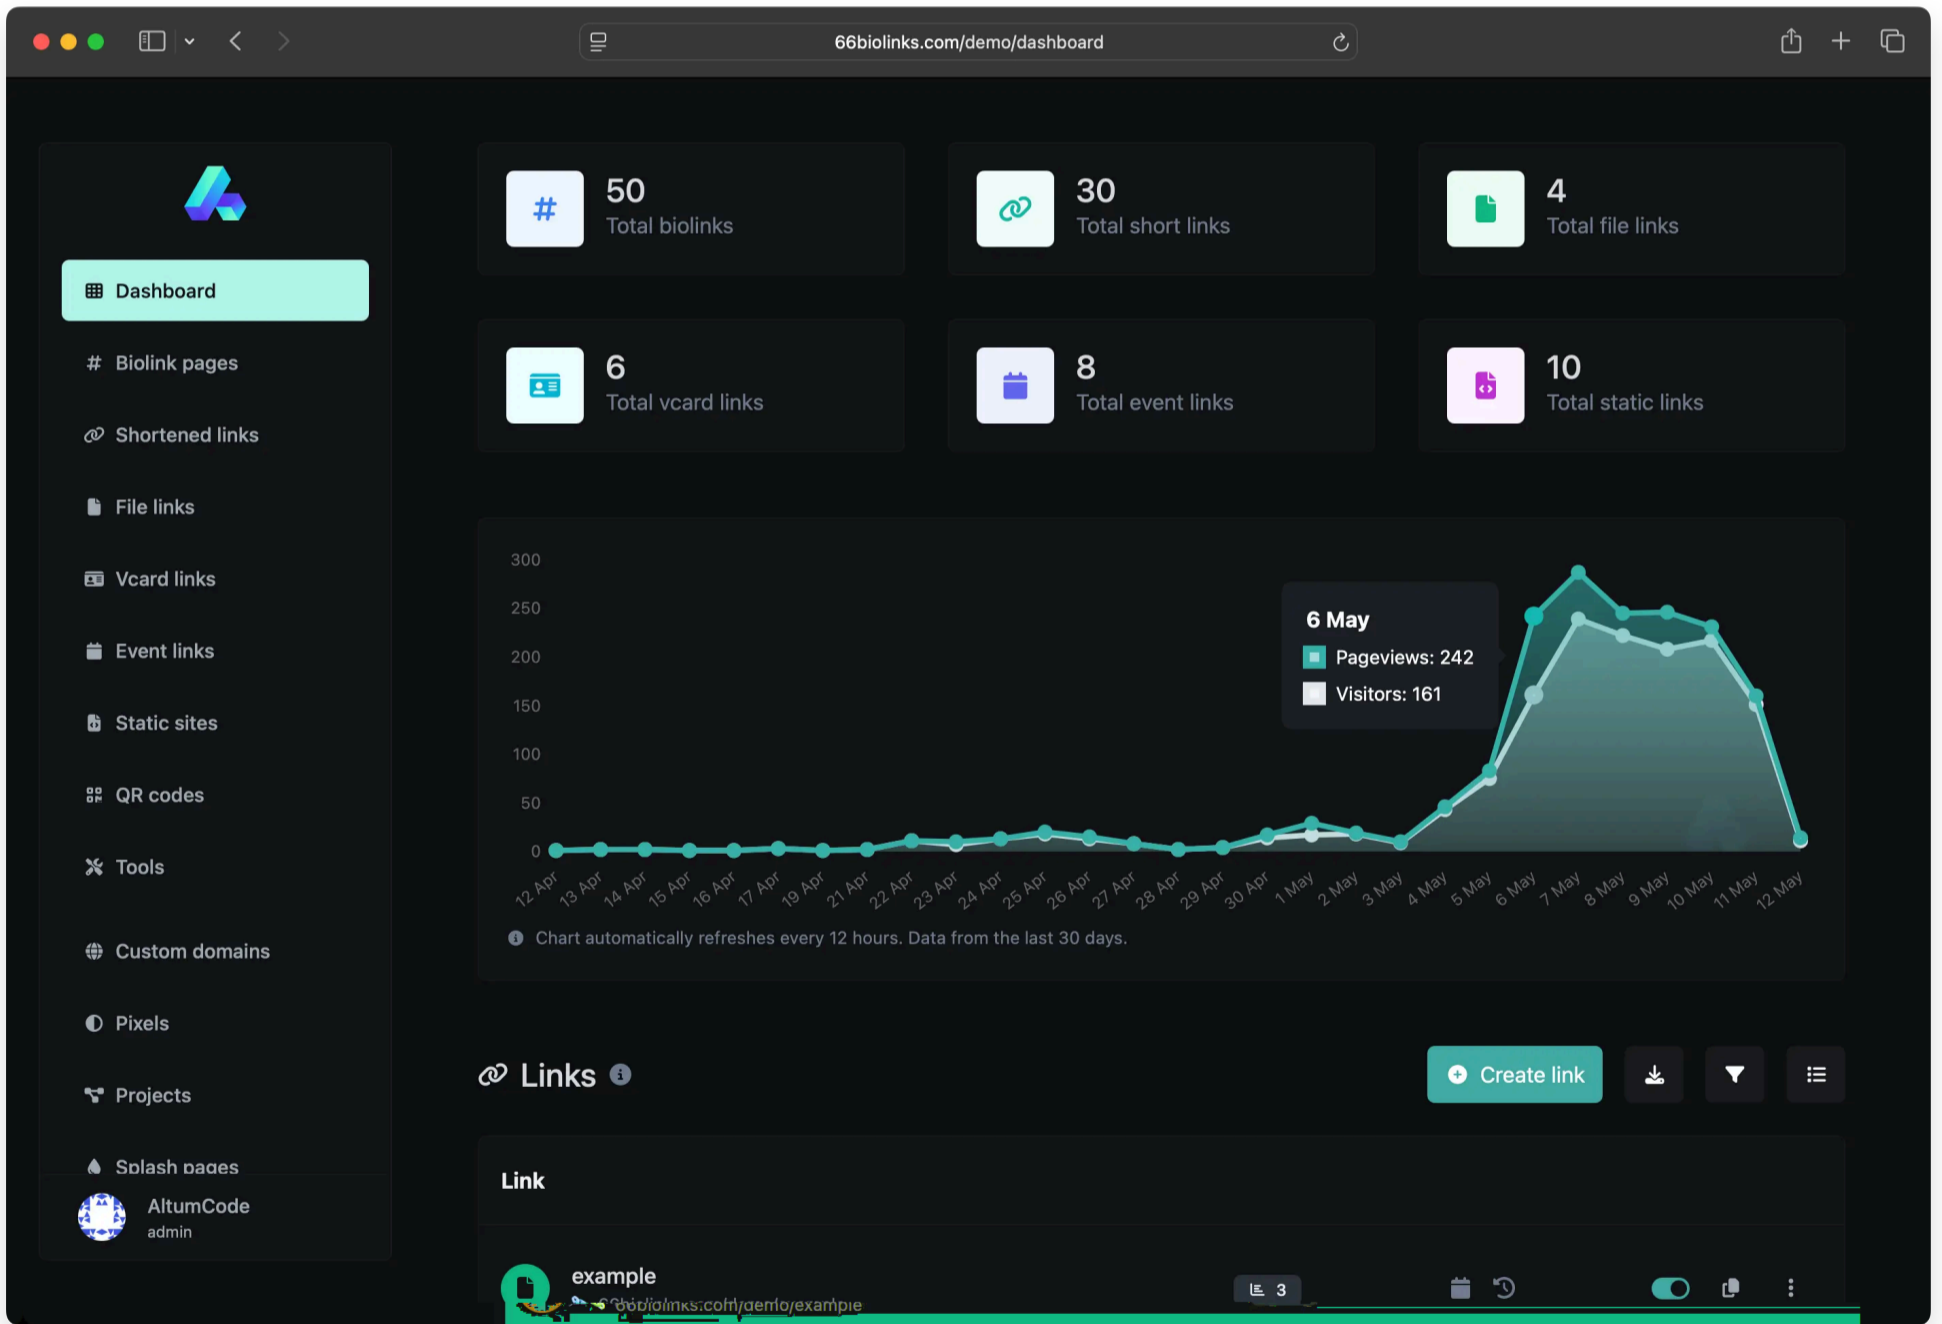 66biolinks.com/demo/dashboard
Dashboard
Biolink pages
Shortened links
File links
Vcard links
Event links
Static sites
QR codes
Tools
Custom domains
Pixels
Projects
Splash pages
AltumCode
admin
50
Total biolinks
30
Total short links
4
Total file links
6
Total vcard links
8
Total event links
10
Total static links
300
250
200
150
100
50
0
6 May
Pageviews: 242
Visitors: 161
12 Apr 13 Apr 14 Apr 15 Apr 16 Apr 17 Apr 19 Apr 21 Apr 22 Apr 23 Apr 24 Apr 25 Apr 26 Apr 27 Apr 28 Apr 29 Apr 30 Apr 1 May 2 May 3 May 4 May 5 May 6 May 7 May 8 May 9 May 10 May 11 May 12 May
Chart automatically refreshes every 12 hours. Data from the last 30 days.
Links
Create link
Link
example
3
66biolinks.com/demo/example